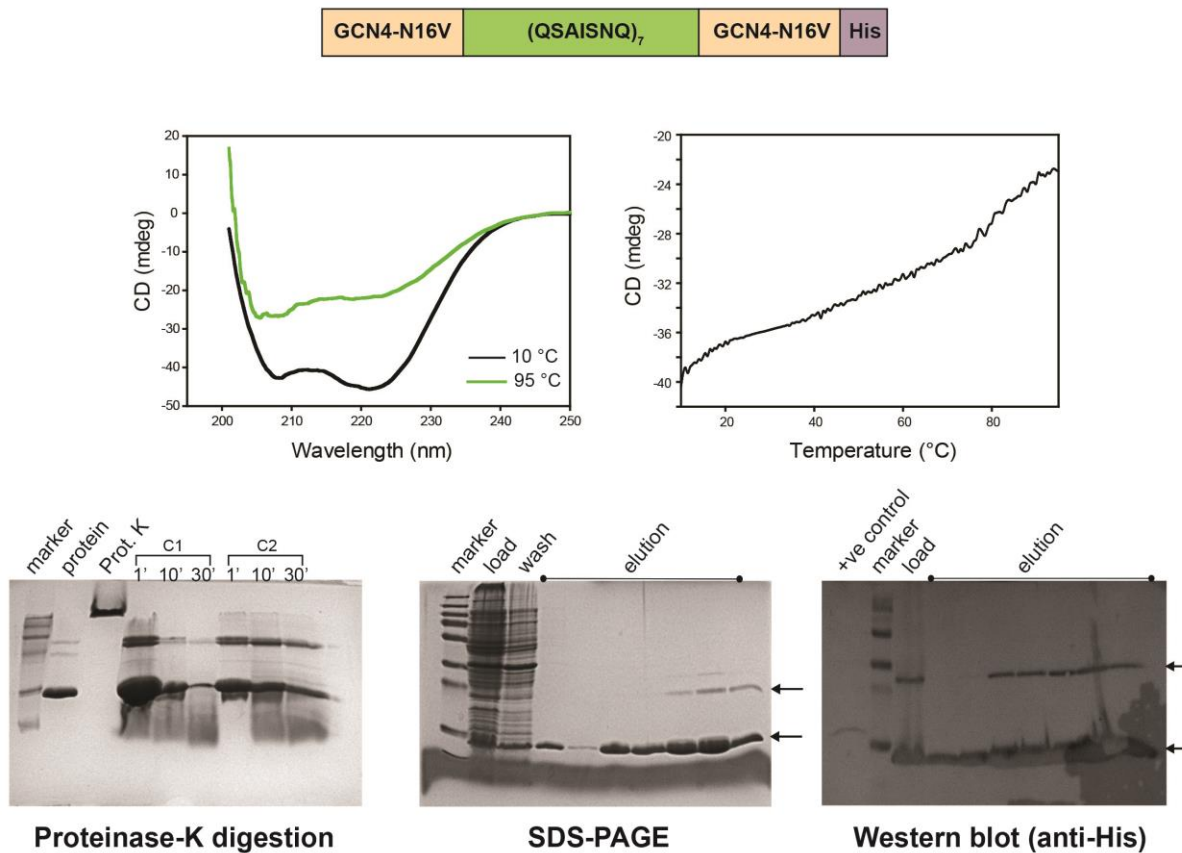 GCN4-N16V (QSAISNQ)₇ GCN4-N16V His
20
10
0
-10
-20
-30
-40
-50
CD (mdeg)
10 °C
95 °C
200 210 220 230 240 250
Wavelength (nm)
-20
-24
-28
-32
-36
-40
CD (mdeg)
20 40 60 80
Temperature (°C)
marker
protein
Prot. K
C1 C2
1' 10' 30' 1' 10' 30'
marker
load
wash
elution
+ve control
marker
load
elution
Proteinase-K digestion
SDS-PAGE
Western blot (anti-His)